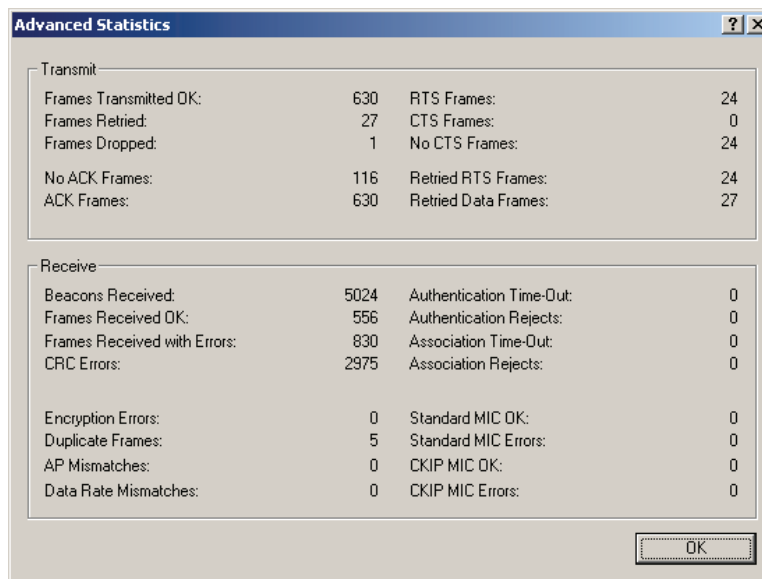 Advanced Statistics
Transmit
Frames Transmitted OK: 630 RTS Frames: 24
Frames Retried: 27 CTS Frames: 0
Frames Dropped: 1 No CTS Frames: 24
No ACK Frames: 116 Retried RTS Frames: 24
ACK Frames: 630 Retried Data Frames: 27
Receive
Beacons Received: 5024 Authentication Time-Out: 0
Frames Received OK: 556 Authentication Rejects: 0
Frames Received with Errors: 830 Association Time-Out: 0
CRC Errors: 2975 Association Rejects: 0
Encryption Errors: 0 Standard MIC OK: 0
Duplicate Frames: 5 Standard MIC Errors: 0
AP Mismatches: 0 CKIP MIC OK: 0
Data Rate Mismatches: 0 CKIP MIC Errors: 0
OK